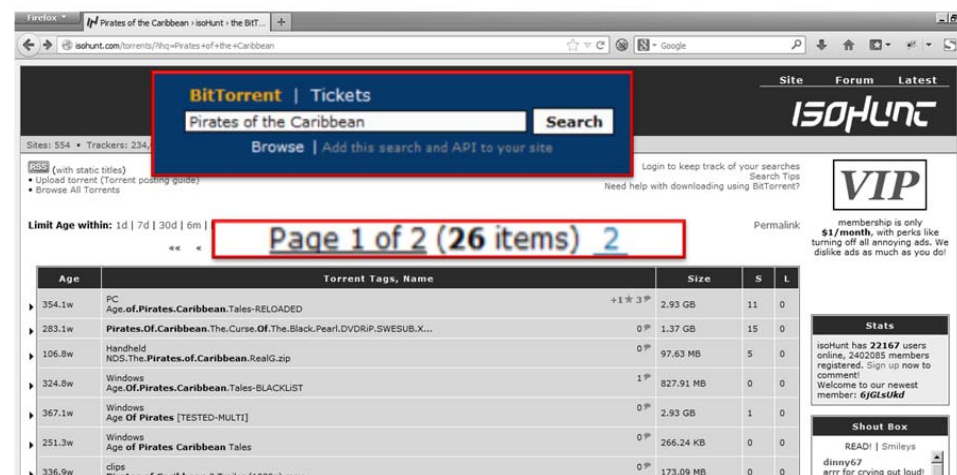 Firefox
Pirates of the Caribbean › isoHunt › the BitT...
isohunt.com/torrents/?ihq=Pirates+of+the+Caribbean
Google
Site Forum Latest
isoHunt
BitTorrent | Tickets
Pirates of the Caribbean
Search
Browse | Add this search and API to your site
Sites: 554 • Trackers: 234,
RSS (with static titles)
• Upload torrent (Torrent posting guide)
• Browse All Torrents
Login to keep track of your searches
Search Tips
Need help with downloading using BitTorrent?
VIP
membership is only
$1/month, with perks like
turning off all annoying ads. We
dislike ads as much as you do!
Limit Age within: 1d | 7d | 30d | 6m |
Permalink
Page 1 of 2 (26 items) 2
Age Torrent Tags, Name Size S L
PC
354.1w Age.of.Pirates.Caribbean.Tales-RELOADED +1 3 2.93 GB 11 0
283.1w Pirates.Of.Caribbean.The.Curse.Of.The.Black.Pearl.DVDRiP.SWESUB.X... 0 1.37 GB 15 0
Handheld
106.8w NDS.The.Pirates.of.Caribbean.RealG.zip 0 97.63 MB 5 0
Windows
324.8w Age.Of.Pirates.Caribbean.Tales-BLACKLiST 1 827.91 MB 0 0
Windows
367.1w Age Of Pirates [TESTED-MULTI] 0 2.93 GB 1 0
Windows
251.3w Age of Pirates Caribbean Tales 0 266.24 KB 0 0
clips
336.9w 0 173.09 MB 0 0
Stats
isoHunt has 22167 users
online, 2402085 members
registered. Sign up now to
comment!
Welcome to our newest
member: 6jGLsUkd
Shout Box
READ! | Smileys
dinny67
arrr for crying out loud!